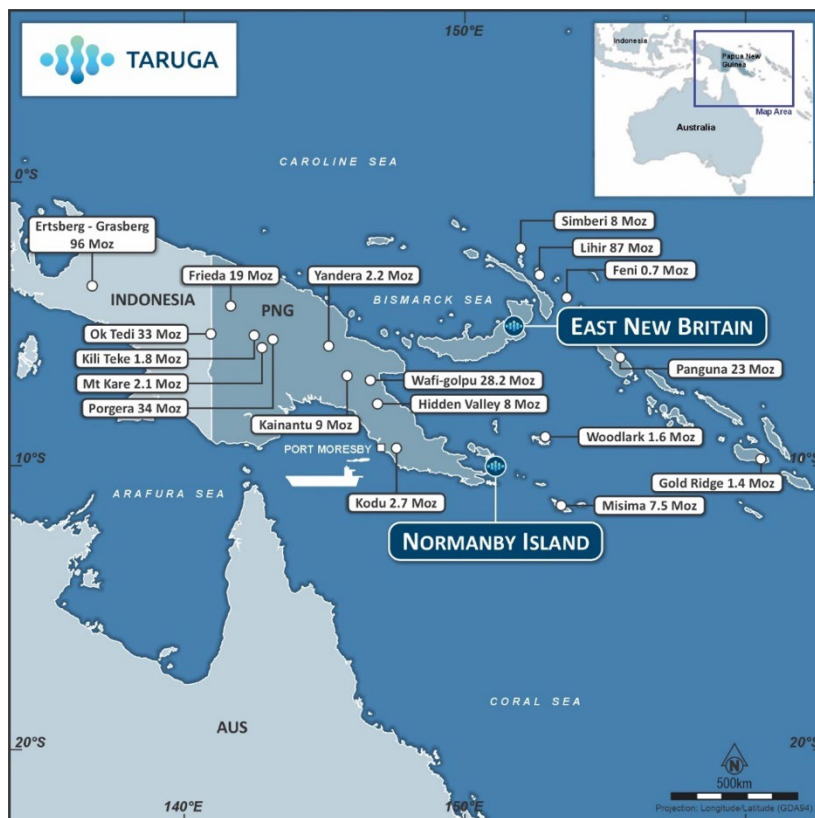 150°E
TARUGA
Indonesia
Papua New
Guinea
Map Area
Australia
CAROLINE SEA
0°S
0°S
Ertsberg - Grasberg
96 Moz
Simberi 8 Moz
Lihir 87 Moz
Feni 0.7 Moz
Frieda 19 Moz
Yandera 2.2 Moz
INDONESIA
PNG
BISMARCK SEA
EAST NEW BRITAIN
Ok Tedi 33 Moz
Kili Teke 1.8 Moz
Mt Kare 2.1 Moz
Porgera 34 Moz
Panguna 23 Moz
Wafi-golpu 28.2 Moz
Hidden Valley 8 Moz
Kainantu 9 Moz
Woodlark 1.6 Moz
PORT MORESBY
10°S
10°S
Gold Ridge 1.4 Moz
ARAFURA SEA
Kodu 2.7 Moz
Misima 7.5 Moz
NORMANBY ISLAND
CORAL SEA
AUS
20°S
20°S
N
500km
140°E
150°E
Projection: Longitude/Latitude (GDA94)